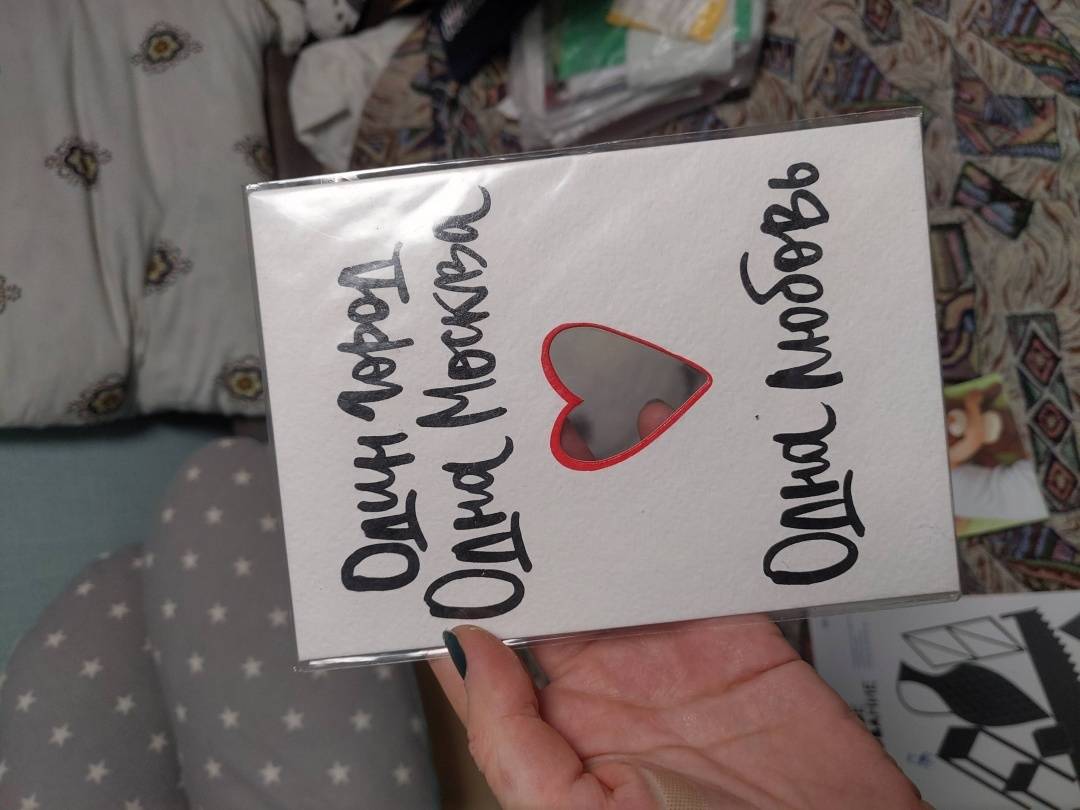 Один город
Одна Москва
Одна любовь